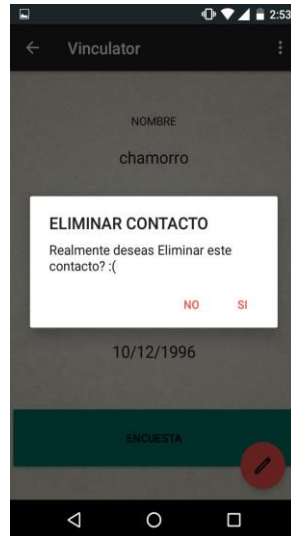 2:53
Vinculator
NOMBRE
chamorro
ELIMINAR CONTACTO
Realmente deseas Eliminar este
contacto? :(
NO SI
10/12/1996
ENCUESTA